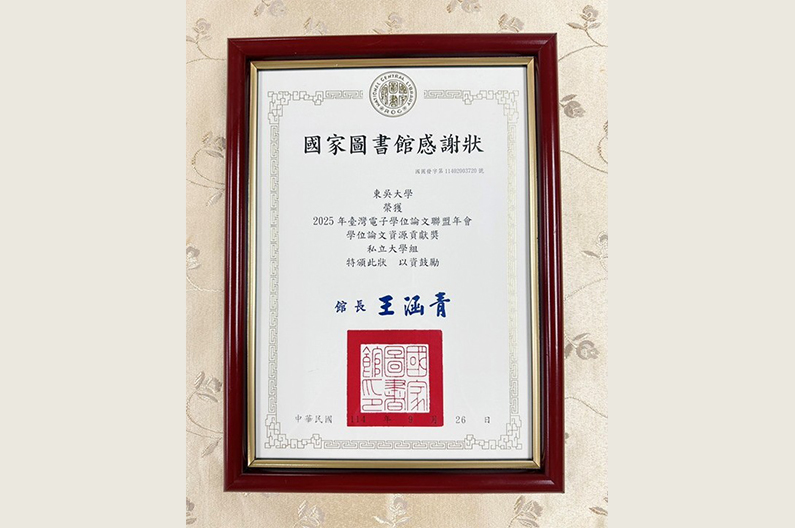 NATIONAL CENTRAL LIBRARY
國家圖書館感謝狀
東吳大學
榮獲
2025年臺灣電子學位論文聯盟年會
學位論文資源貢獻獎
私立大學組
特頒此狀 以資鼓勵
館長 王涵青
國家圖書館印
中華民國 114 年 9 月 26 日